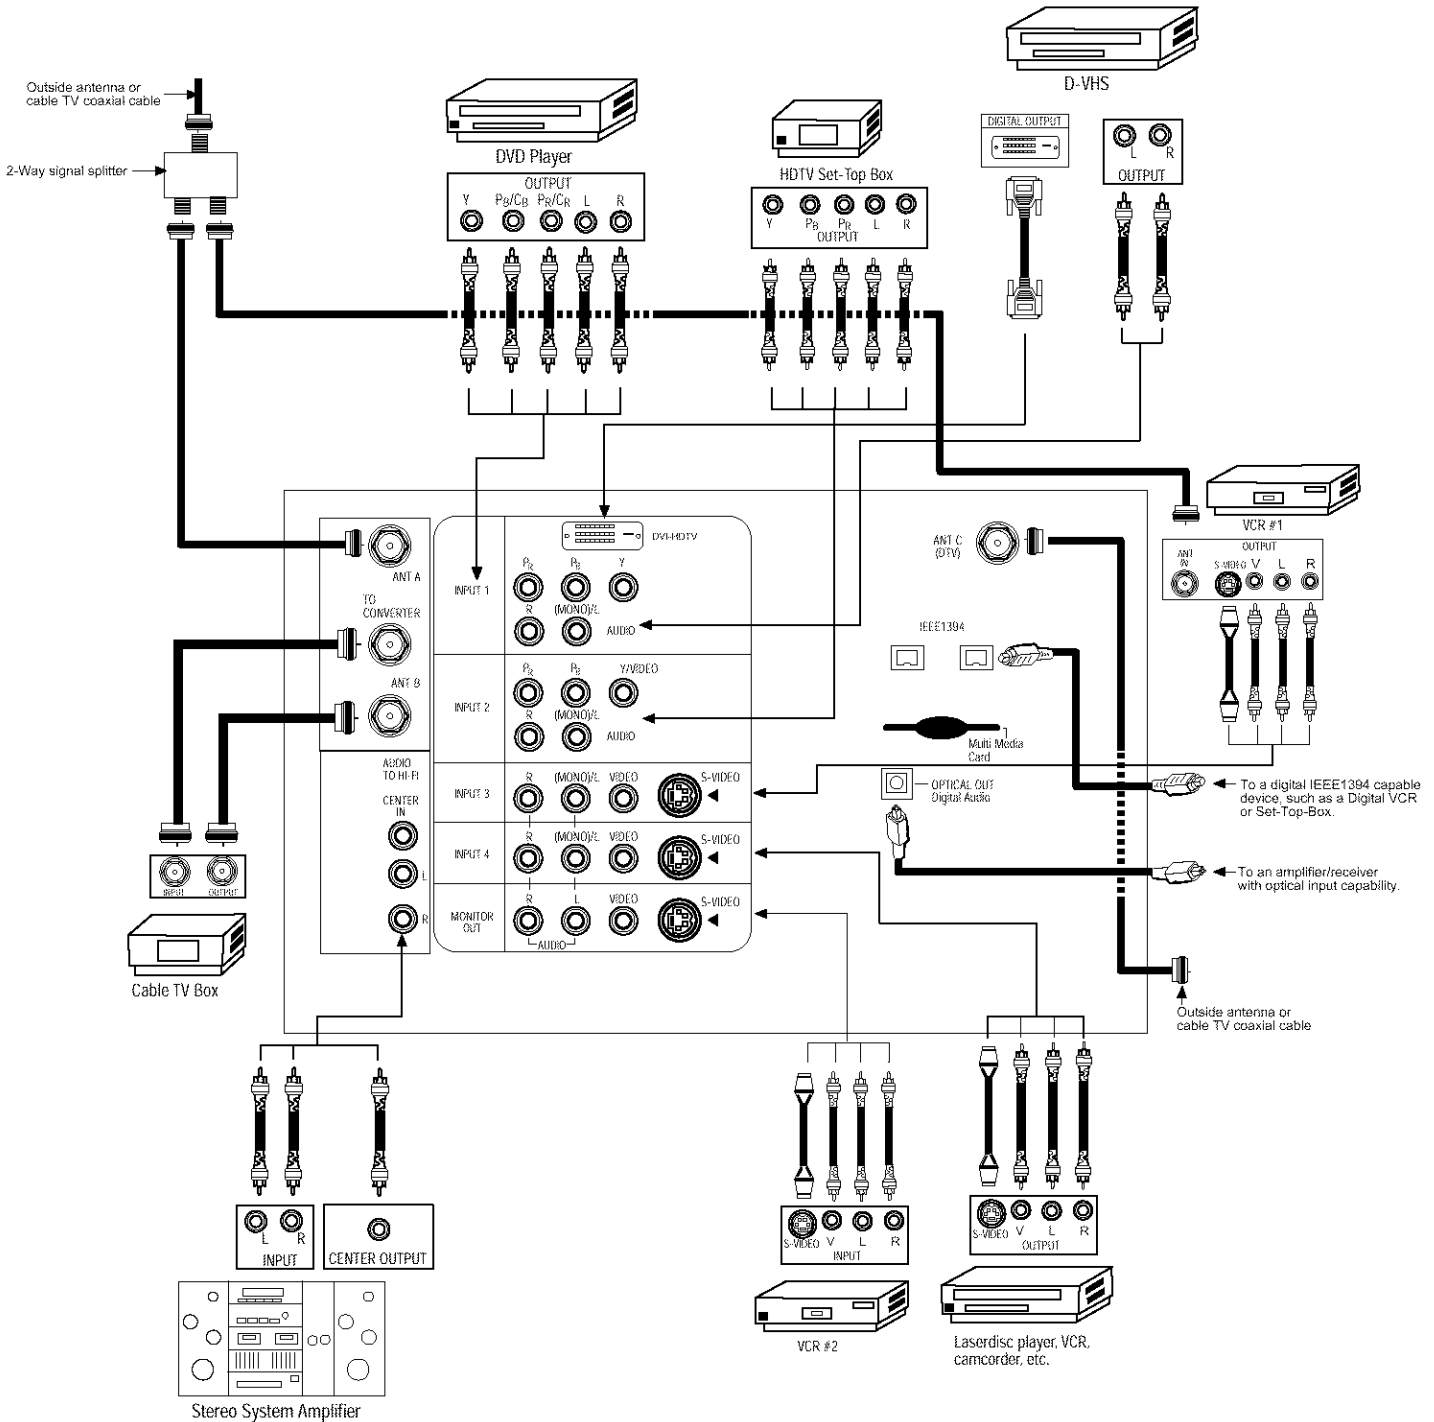 D-VHS
DIGITAL OUTPUT
L R
OUTPUT
Outside antenna or
cable TV coaxial cable
2-Way signal splitter
DVD Player
OUTPUT
Y PB/CB PR/CR L R
HDTV Set-Top Box
Y PB PR L R
OUTPUT
VCR #1
OUTPUT
ANT
IN
S-VIDEO V L R
ANT A
TO
CONVERTER
ANT B
AUDIO
TO HI-FI
CENTER
IN
L
R
DVI-HDTV
INPUT 1
PR PB Y
R (MONO)/L AUDIO
INPUT 2
PR PB Y/VIDEO
R (MONO)/L AUDIO
INPUT 3
R (MONO)/L VIDEO S-VIDEO
INPUT 4
R (MONO)/L VIDEO S-VIDEO
MONITOR
OUT
R L VIDEO S-VIDEO
AUDIO
ANT C
(DTV)
IEEE1394
Multi Media
Card
OPTICAL OUT
Digital Audio
To a digital IEEE1394 capable
device, such as a Digital VCR
or Set-Top-Box.
To an amplifier/receiver
with optical input capability.
Outside antenna or
cable TV coaxial cable
INPUT OUTPUT
Cable TV Box
L R
INPUT
CENTER OUTPUT
Stereo System Amplifier
S-VIDEO V L R
INPUT
VCR #2
S-VIDEO V L R
OUTPUT
Laserdisc player, VCR,
camcorder, etc.